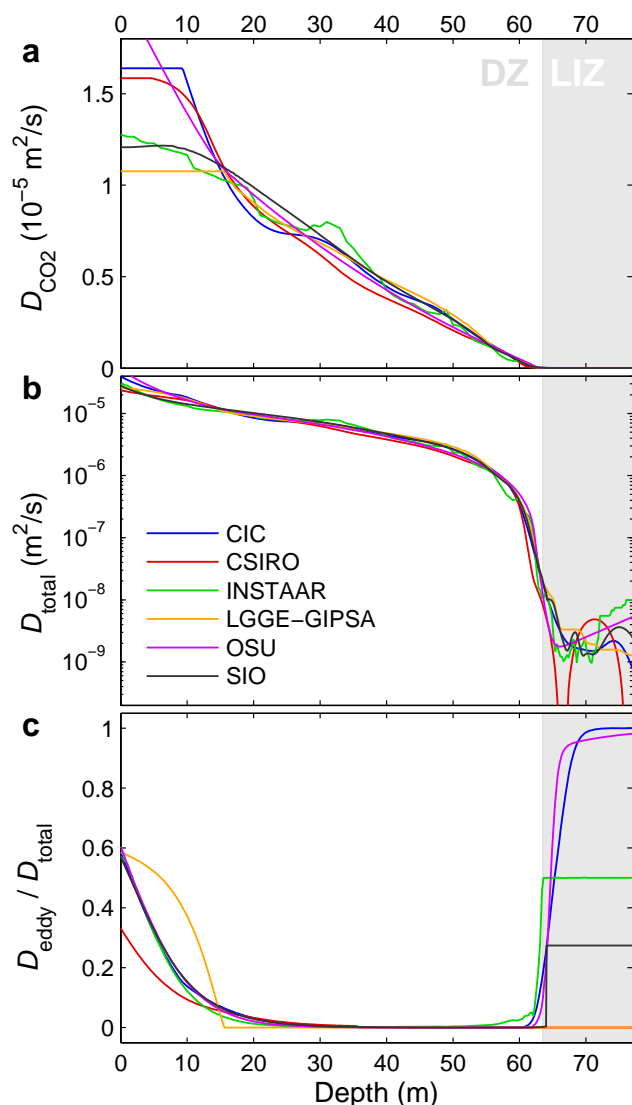 0 10 20 30 40 50 60 70
a
DZ LIZ
1.5
1
0.5
0
D_CO2 (10⁻⁵ m²/s)
b
10⁻⁵
10⁻⁶
10⁻⁷
10⁻⁸
10⁻⁹
D_total (m²/s)
CIC
CSIRO
INSTAAR
LGGE−GIPSA
OSU
SIO
c
1
0.8
0.6
0.4
0.2
0
D_eddy / D_total
0 10 20 30 40 50 60 70
Depth (m)